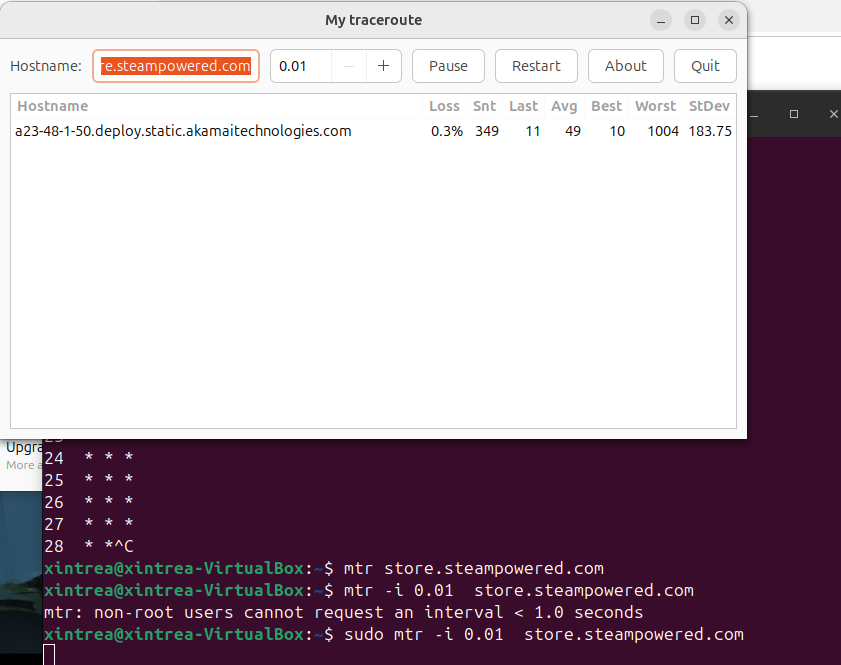 My traceroute
Hostname: re.steampowered.com 0.01 − + Pause Restart About Quit
Hostname Loss Snt Last Avg Best Worst StDev
a23-48-1-50.deploy.static.akamaitechnologies.com 0.3% 349 11 49 10 1004 183.75
Upgra
More a
24 * * *
25 * * *
26 * * *
27 * * *
28 * *^C
xintrea@xintrea-VirtualBox:~$ mtr store.steampowered.com
xintrea@xintrea-VirtualBox:~$ mtr -i 0.01  store.steampowered.com
mtr: non-root users cannot request an interval < 1.0 seconds
xintrea@xintrea-VirtualBox:~$ sudo mtr -i 0.01  store.steampowered.com